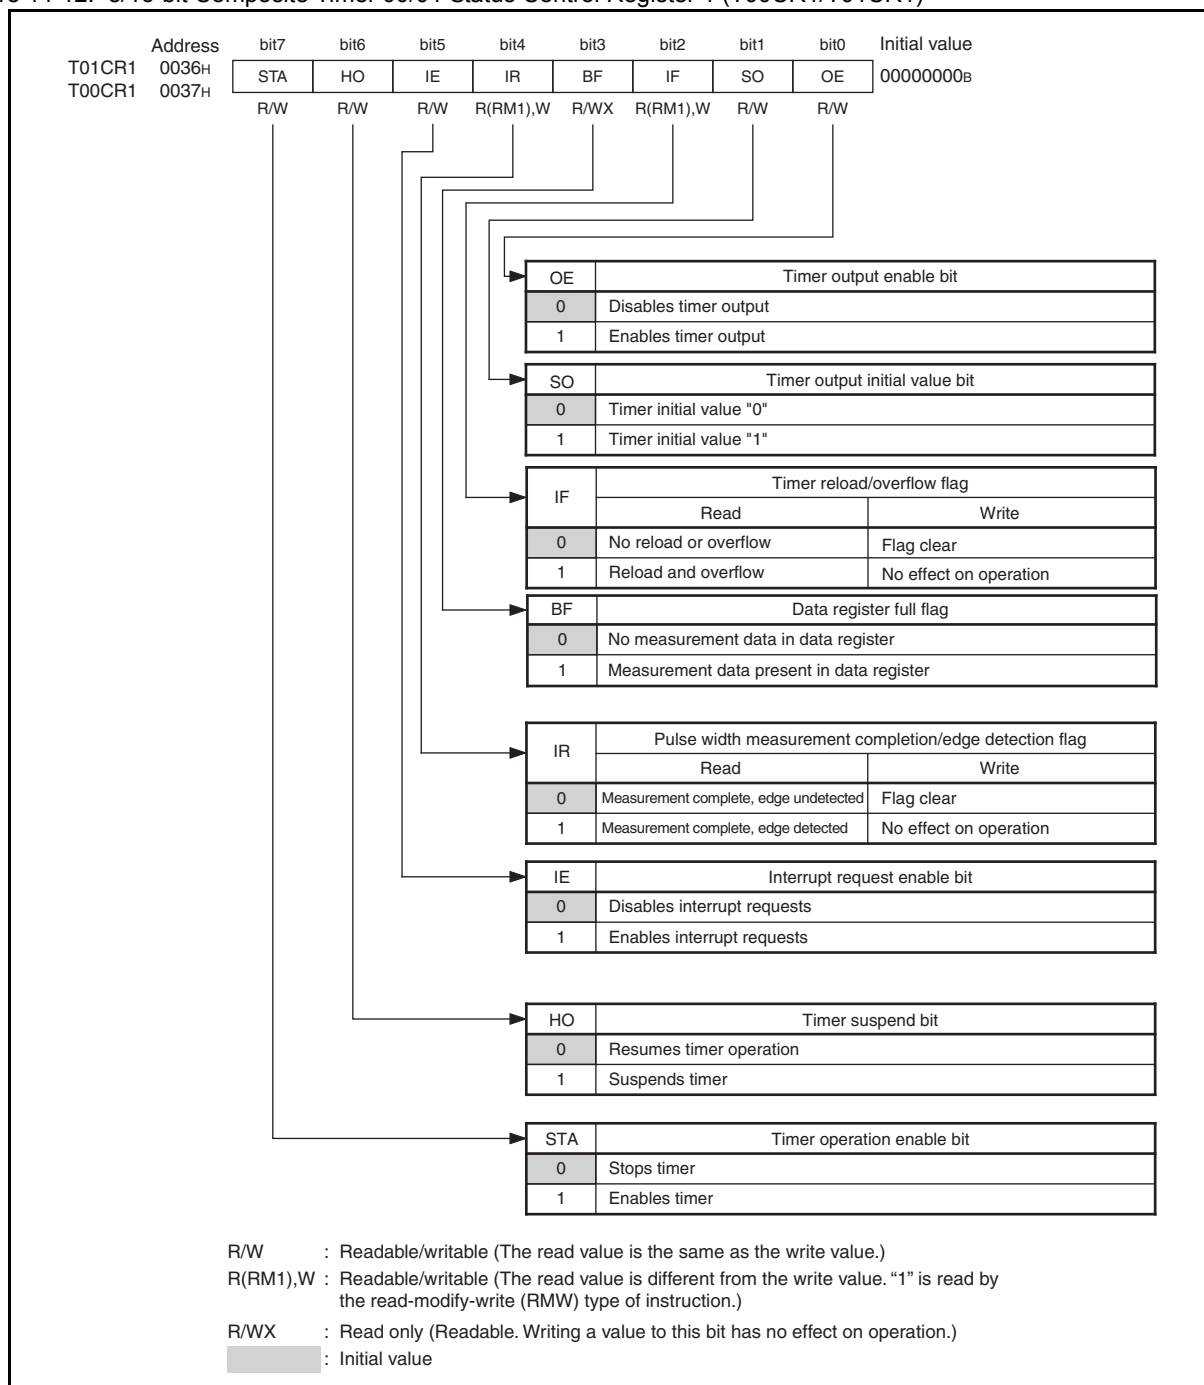 Address bit7 bit6 bit5 bit4 bit3 bit2 bit1 bit0 Initial value
T01CR1 0036H STA HO IE IR BF IF SO OE 00000000B
T00CR1 0037H
R/W R/W R/W R(RM1),W R/WX R(RM1),W R/W R/W
OE Timer output enable bit
0 Disables timer output
1 Enables timer output
SO Timer output initial value bit
0 Timer initial value "0"
1 Timer initial value "1"
IF Timer reload/overflow flag
Read Write
0 No reload or overflow Flag clear
1 Reload and overflow No effect on operation
BF Data register full flag
0 No measurement data in data register
1 Measurement data present in data register
IR Pulse width measurement completion/edge detection flag
Read Write
0 Measurement complete, edge undetected Flag clear
1 Measurement complete, edge detected No effect on operation
IE Interrupt request enable bit
0 Disables interrupt requests
1 Enables interrupt requests
HO Timer suspend bit
0 Resumes timer operation
1 Suspends timer
STA Timer operation enable bit
0 Stops timer
1 Enables timer
R/W : Readable/writable (The read value is the same as the write value.)
R(RM1),W : Readable/writable (The read value is different from the write value. “1” is read by
the read-modify-write (RMW) type of instruction.)
R/WX : Read only (Readable. Writing a value to this bit has no effect on operation.)
: Initial value